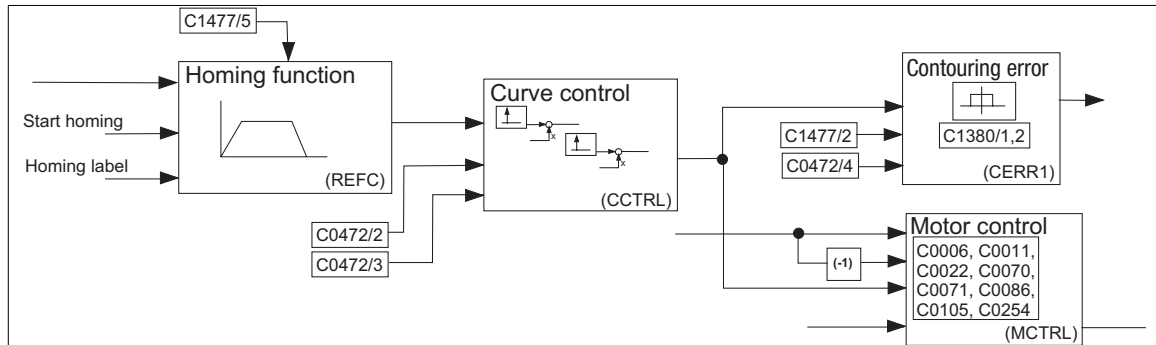 C1477/5
Homing function
Start homing
Homing label
(REFC)
Curve control
x
x
(CCTRL)
C0472/2
C0472/3
Contouring error
C1380/1,2
C1477/2
C0472/4
(CERR1)
Motor control
(-1)
C0006, C0011,
C0022, C0070,
C0071, C0086,
C0105, C0254
(MCTRL)